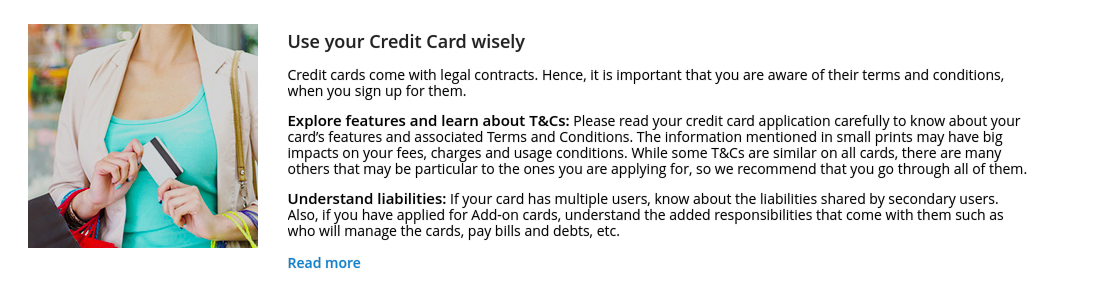 Use your Credit Card wisely
Credit cards come with legal contracts. Hence, it is important that you are aware of their terms and conditions,
when you sign up for them.
Explore features and learn about T&Cs: Please read your credit card application carefully to know about your
card's features and associated Terms and Conditions. The information mentioned in small prints may have big
impacts on your fees, charges and usage conditions. While some T&Cs are similar on all cards, there are many
others that may be particular to the ones you are applying for, so we recommend that you go through all of them.
Understand liabilities: If your card has multiple users, know about the liabilities shared by secondary users.
Also, if you have applied for Add-on cards, understand the added responsibilities that come with them such as
who will manage the cards, pay bills and debts, etc.
Read more